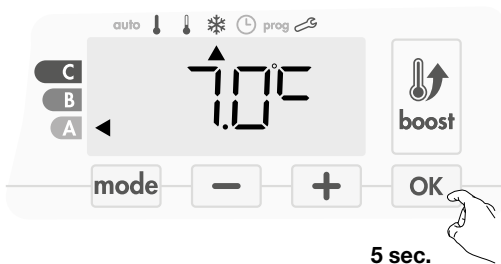 auto prog
C
B
A
7.0°C
boost
mode − + OK
5 sec.